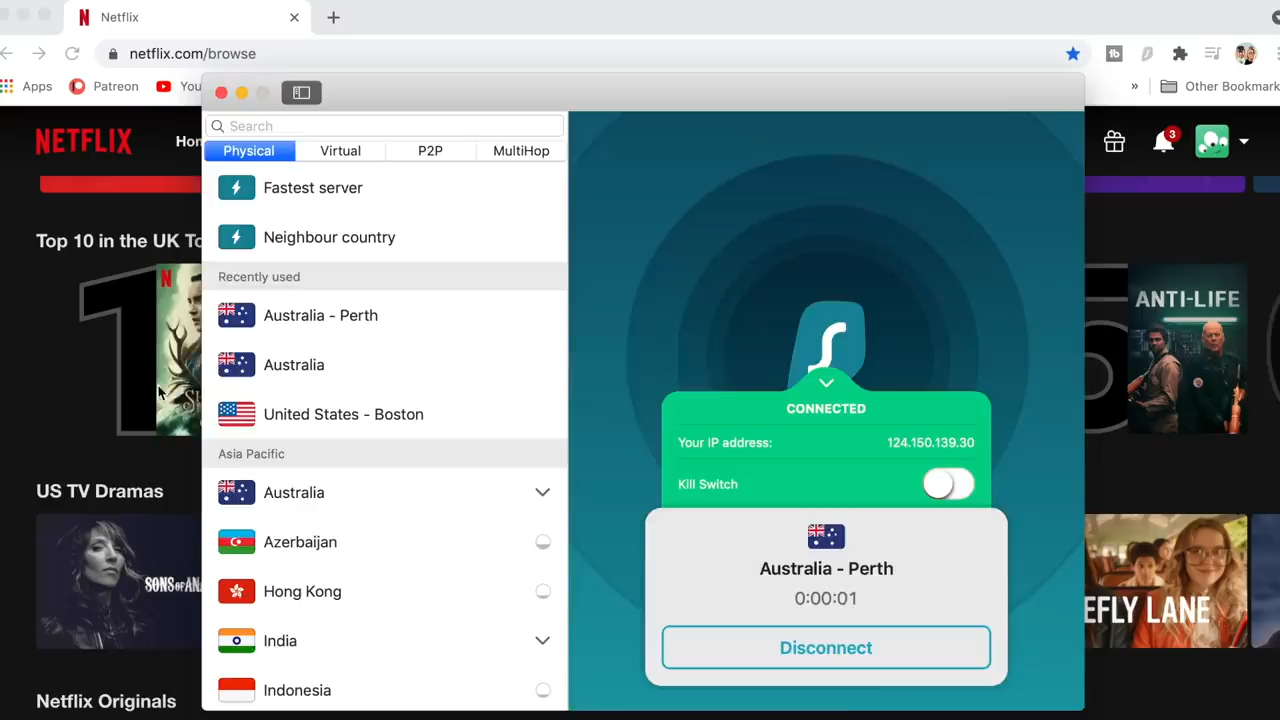 Netflix
netflix.com/browse
Apps
Patreon
You
»
Other Bookmark
NETFLIX
Hom
3
Search
Physical
Virtual
P2P
MultiHop
Fastest server
Neighbour country
Top 10 in the UK To
Recently used
Australia - Perth
Australia
United States - Boston
ANTI-LIFE
CONNECTED
Your IP address:
124.150.139.30
Kill Switch
Asia Pacific
US TV Dramas
Australia
Azerbaijan
Hong Kong
India
Indonesia
SONS OF AN
Australia - Perth
0:00:01
Disconnect
EFLY LANE
Netflix Originals